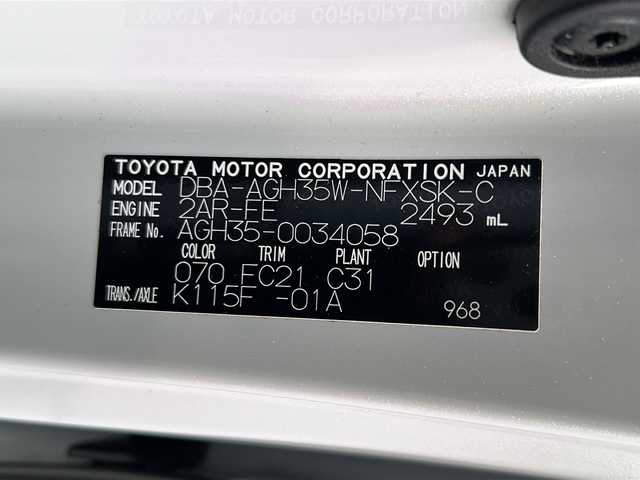 TOYOTA MOTOR CORPORATION JAPAN
MODEL DBA-AGH35W-NFXSK-C
ENGINE 2AR-FE 2493 mL
FRAME No. AGH35-0034058
COLOR TRIM PLANT OPTION
070 FC21 C31
TRANS./AXLE K115F -01A 968